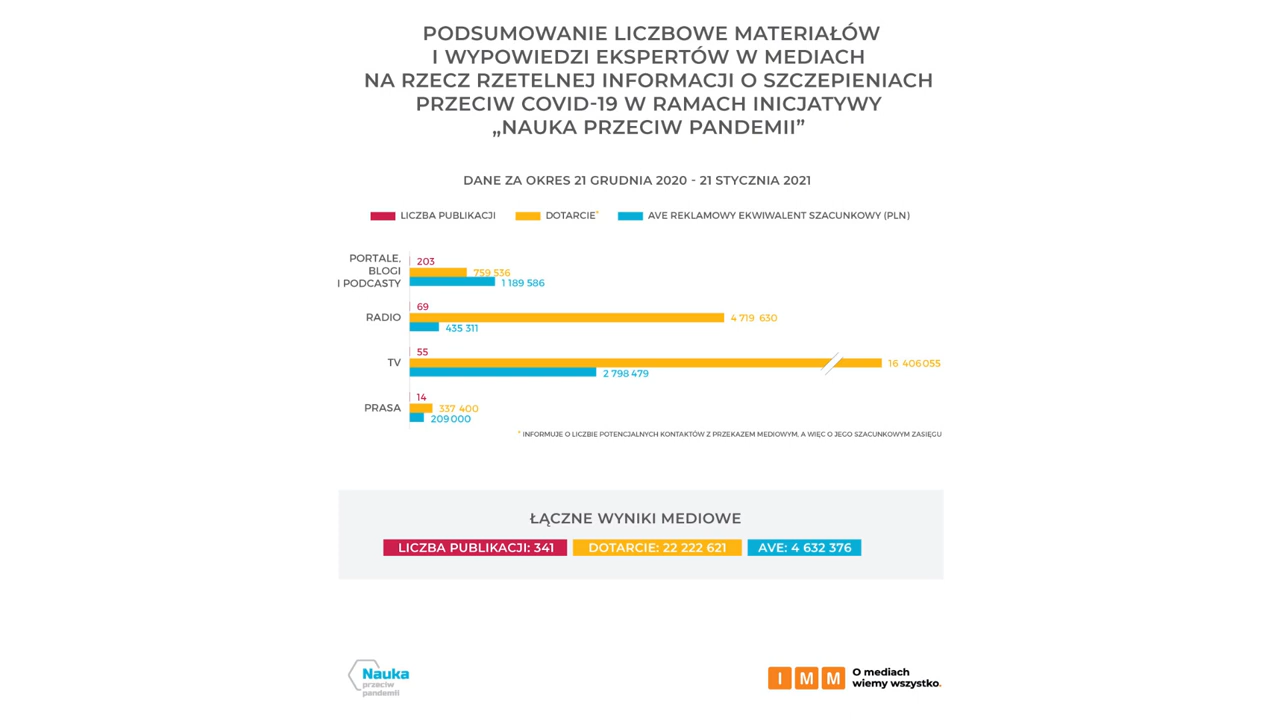 PODSUMOWANIE LICZBOWE MATERIAŁÓW
I WYPOWIEDZI EKSPERTÓW W MEDIACH
NA RZECZ RZETELNEJ INFORMACJI O SZCZEPIENIACH
PRZECIW COVID-19 W RAMACH INICJATYWY
„NAUKA PRZECIW PANDEMII”
DANE ZA OKRES 21 GRUDNIA 2020 - 21 STYCZNIA 2021
LICZBA PUBLIKACJI DOTARCIE* AVE REKLAMOWY EKWIWALENT SZACUNKOWY (PLN)
PORTALE,
BLOGI
I PODCASTY
203
759 536
1 189 586
RADIO
69
4 719 630
435 311
TV
55
16 406 055
2 798 479
PRASA
14
337 400
209 000
* INFORMUJE O LICZBIE POTENCJALNYCH KONTAKTÓW Z PRZEKAZEM MEDIOWYM, A WIĘC O JEGO SZACUNKOWYM ZASIĘGU
ŁĄCZNE WYNIKI MEDIOWE
LICZBA PUBLIKACJI: 341 DOTARCIE: 22 222 621 AVE: 4 632 376
Nauka
przeciw
pandemii
IMM
O mediach
wiemy wszystko.